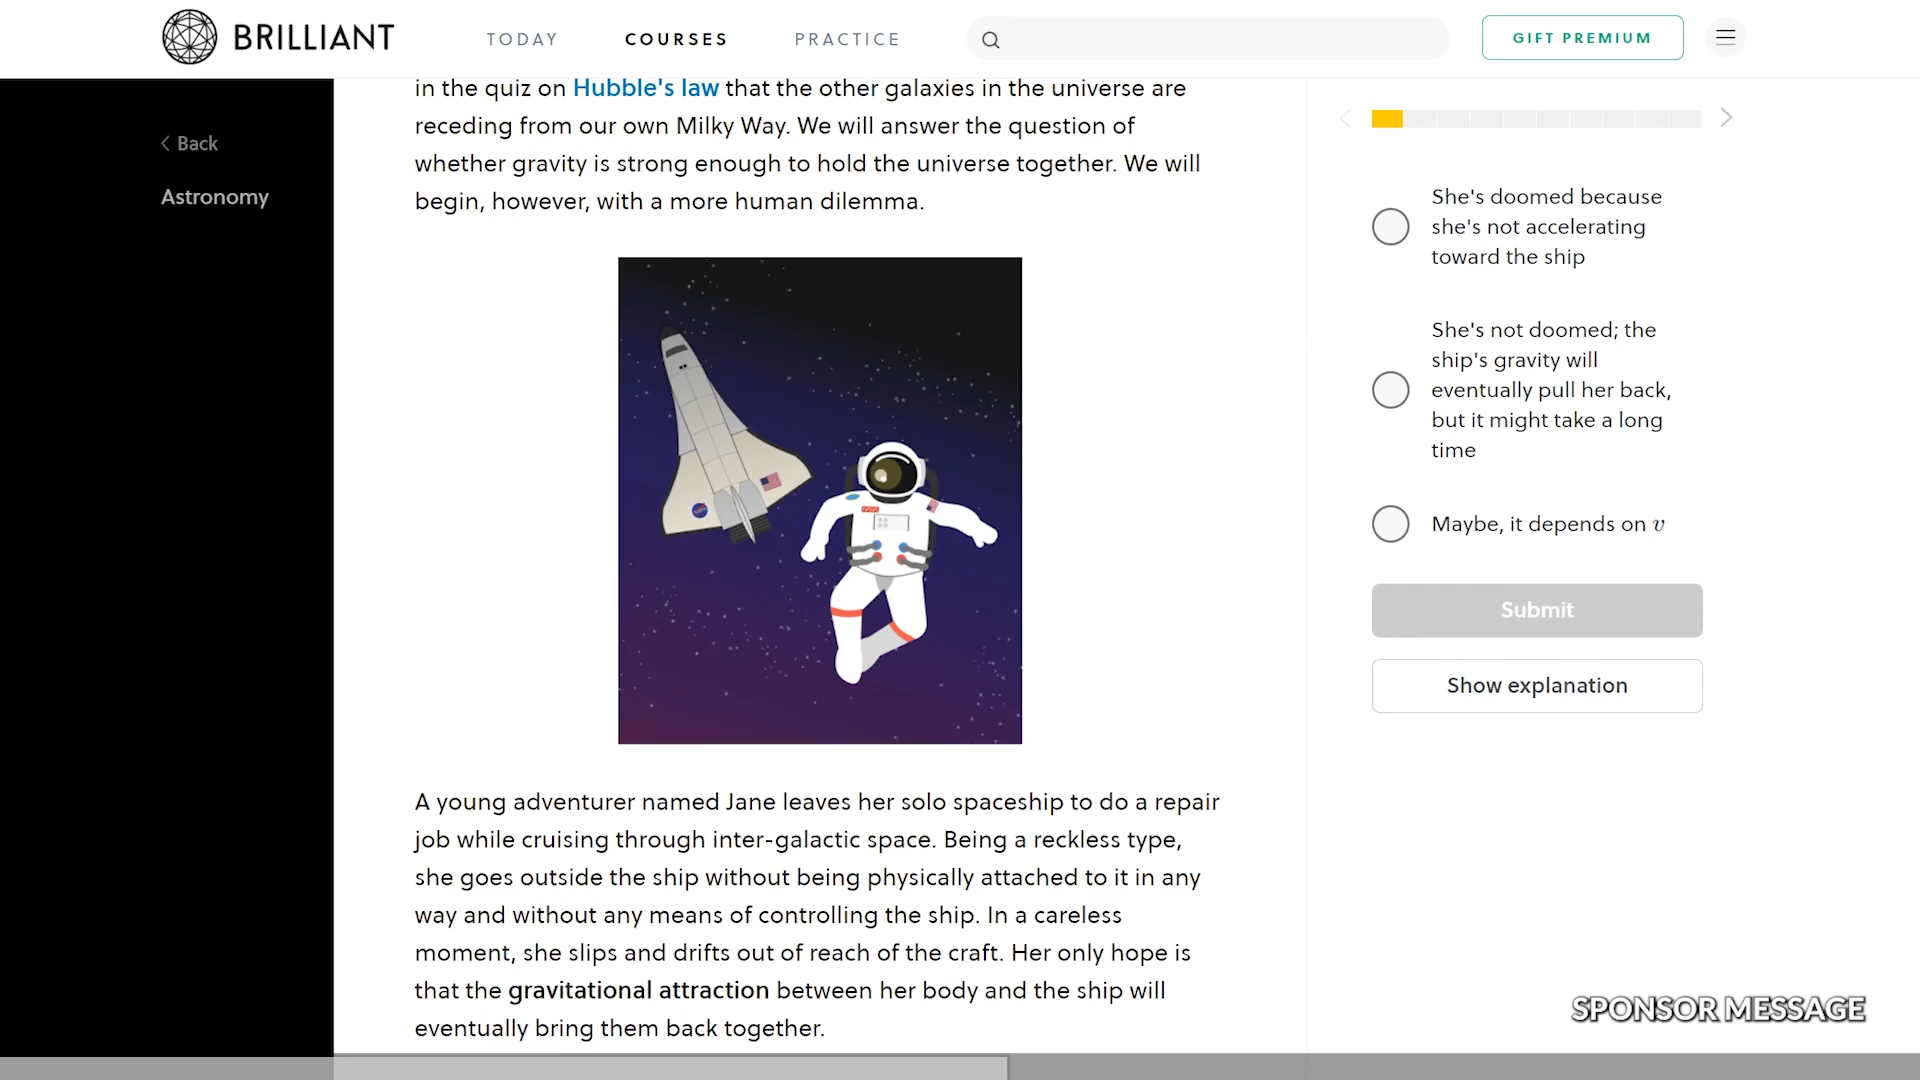 BRILLIANT
TODAY
COURSES
PRACTICE
GIFT PREMIUM
Back
Astronomy
in the quiz on Hubble's law that the other galaxies in the universe are
receding from our own Milky Way. We will answer the question of
whether gravity is strong enough to hold the universe together. We will
begin, however, with a more human dilemma.
NASA
NASA
A young adventurer named Jane leaves her solo spaceship to do a repair
job while cruising through inter-galactic space. Being a reckless type,
she goes outside the ship without being physically attached to it in any
way and without any means of controlling the ship. In a careless
moment, she slips and drifts out of reach of the craft. Her only hope is
that the gravitational attraction between her body and the ship will
eventually bring them back together.
She's doomed because
she's not accelerating
toward the ship
She's not doomed; the
ship's gravity will
eventually pull her back,
but it might take a long
time
Maybe, it depends on v
Submit
Show explanation
SPONSOR MESSAGE